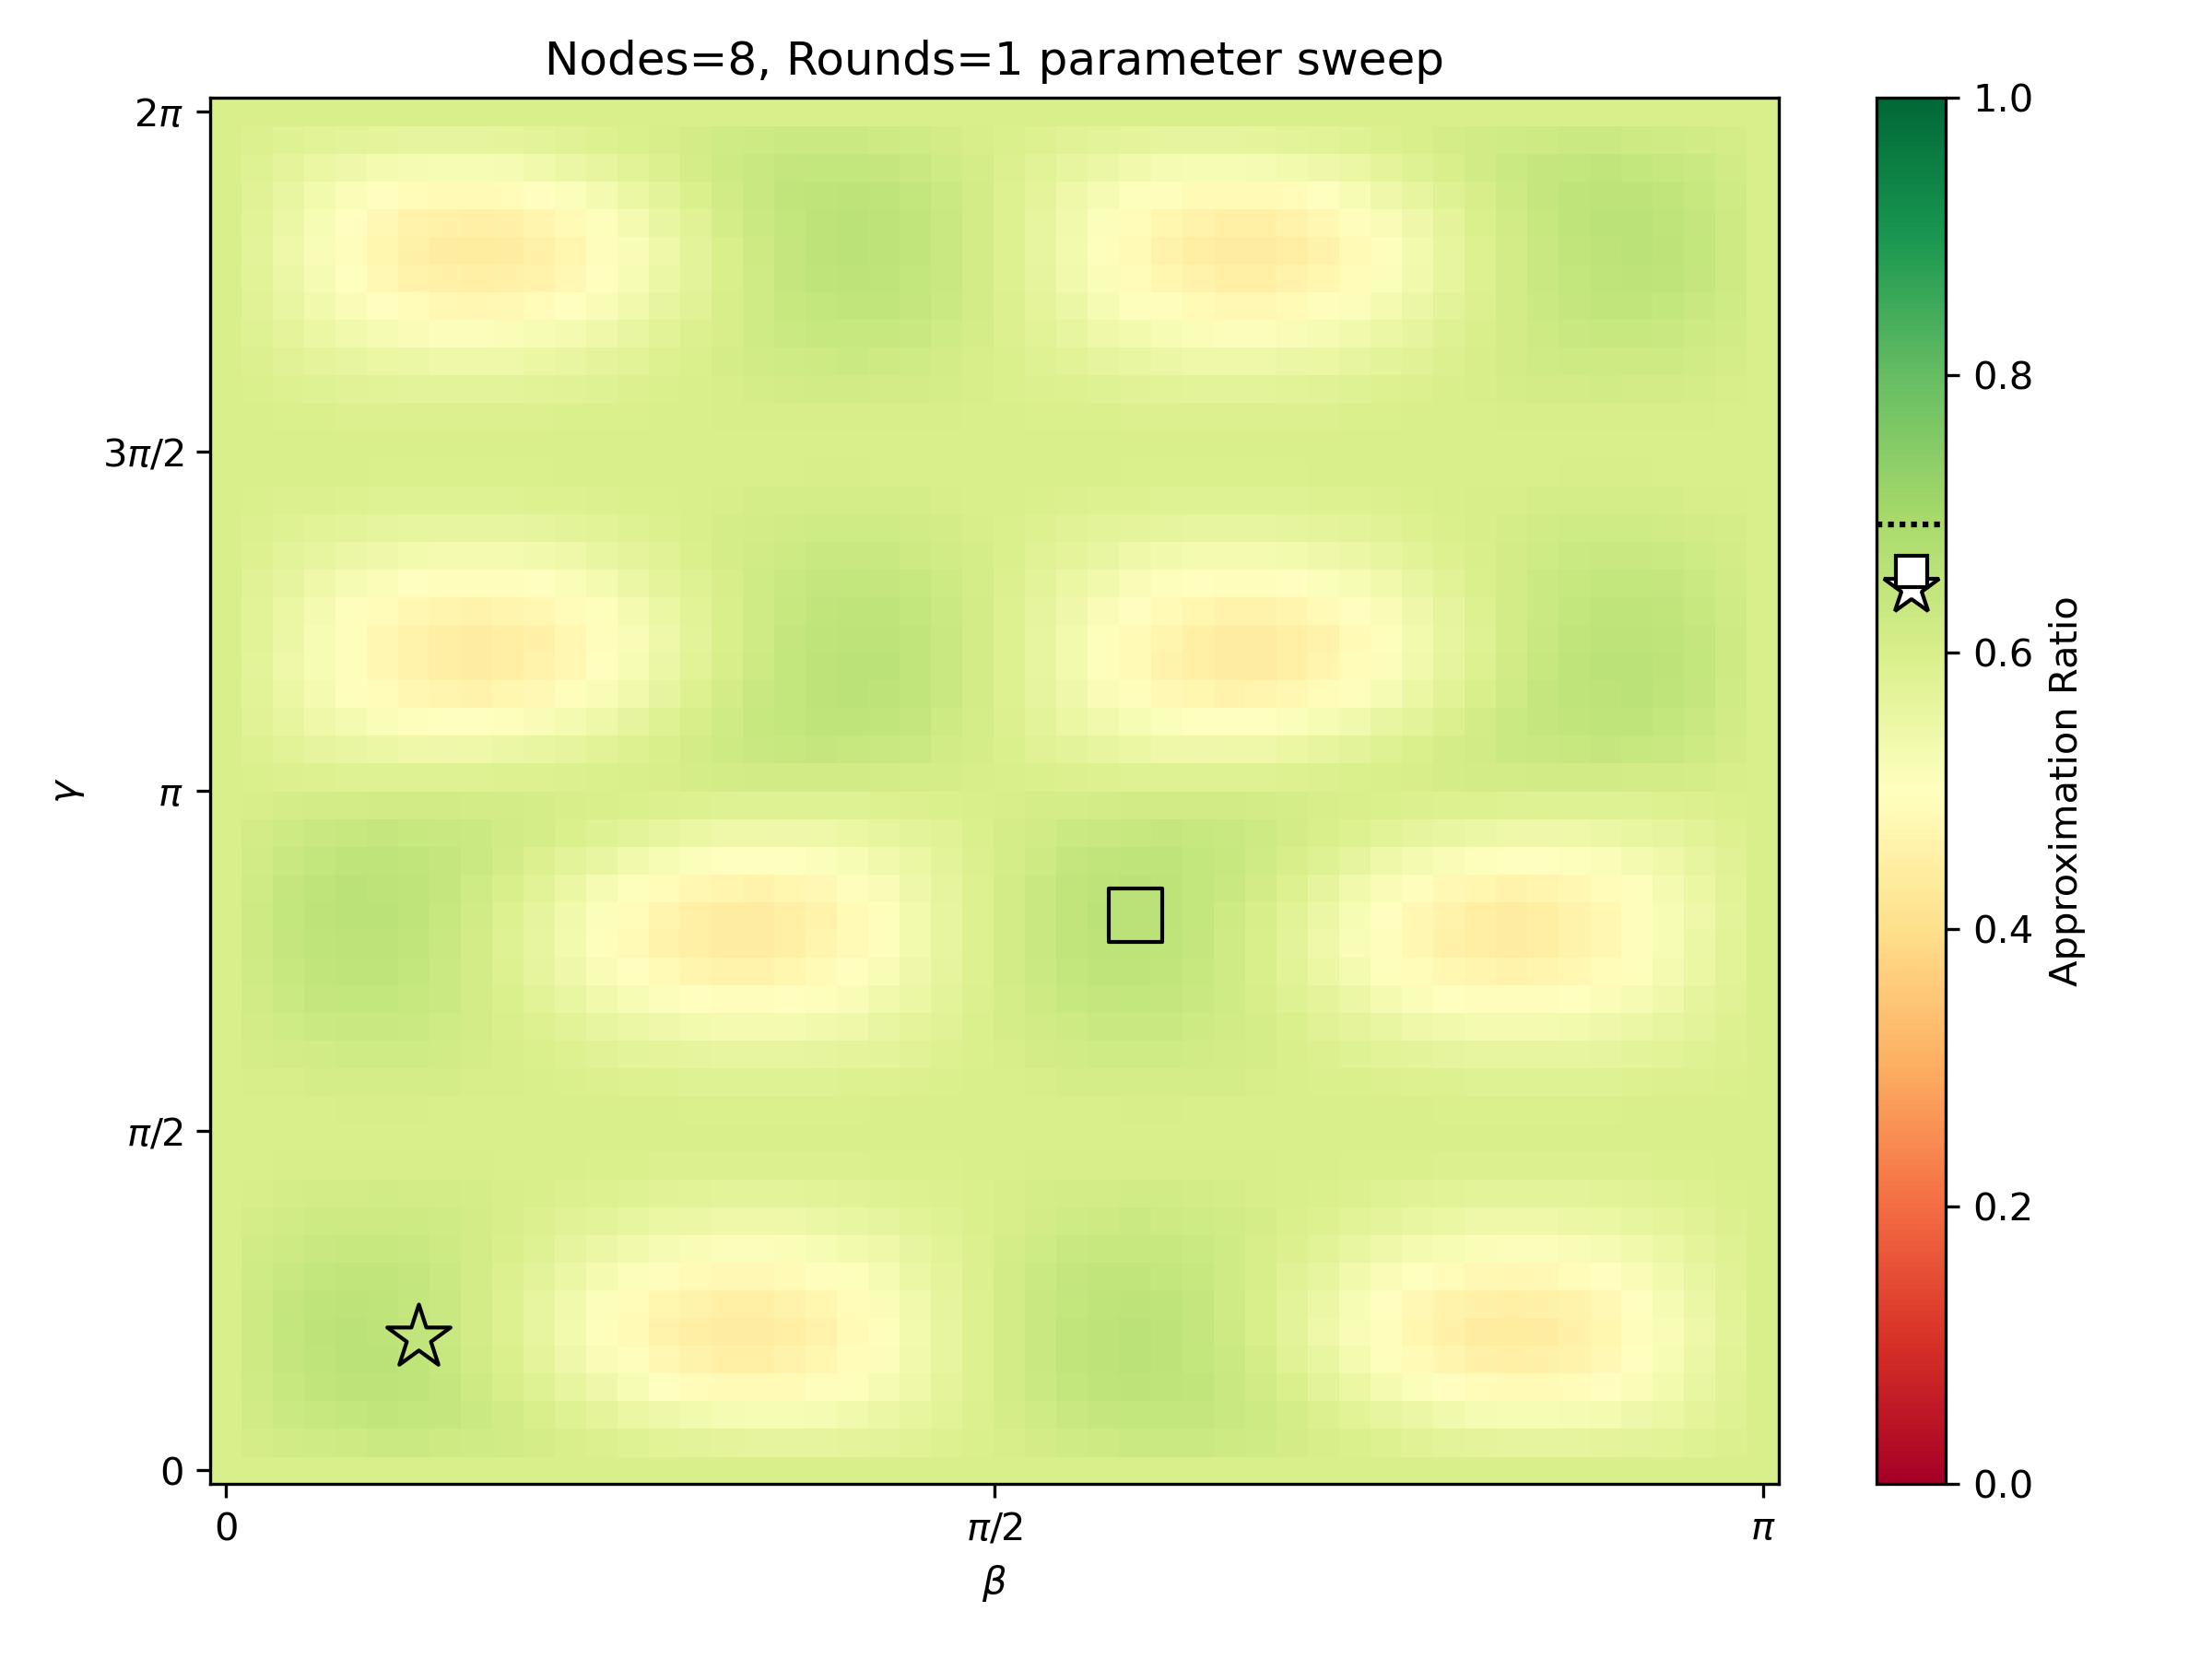 Nodes=8, Rounds=1 parameter sweep
2π
3π/2
π
π/2
0
γ
0
π/2
π
β
1.0
0.8
0.6
0.4
0.2
0.0
Approximation Ratio